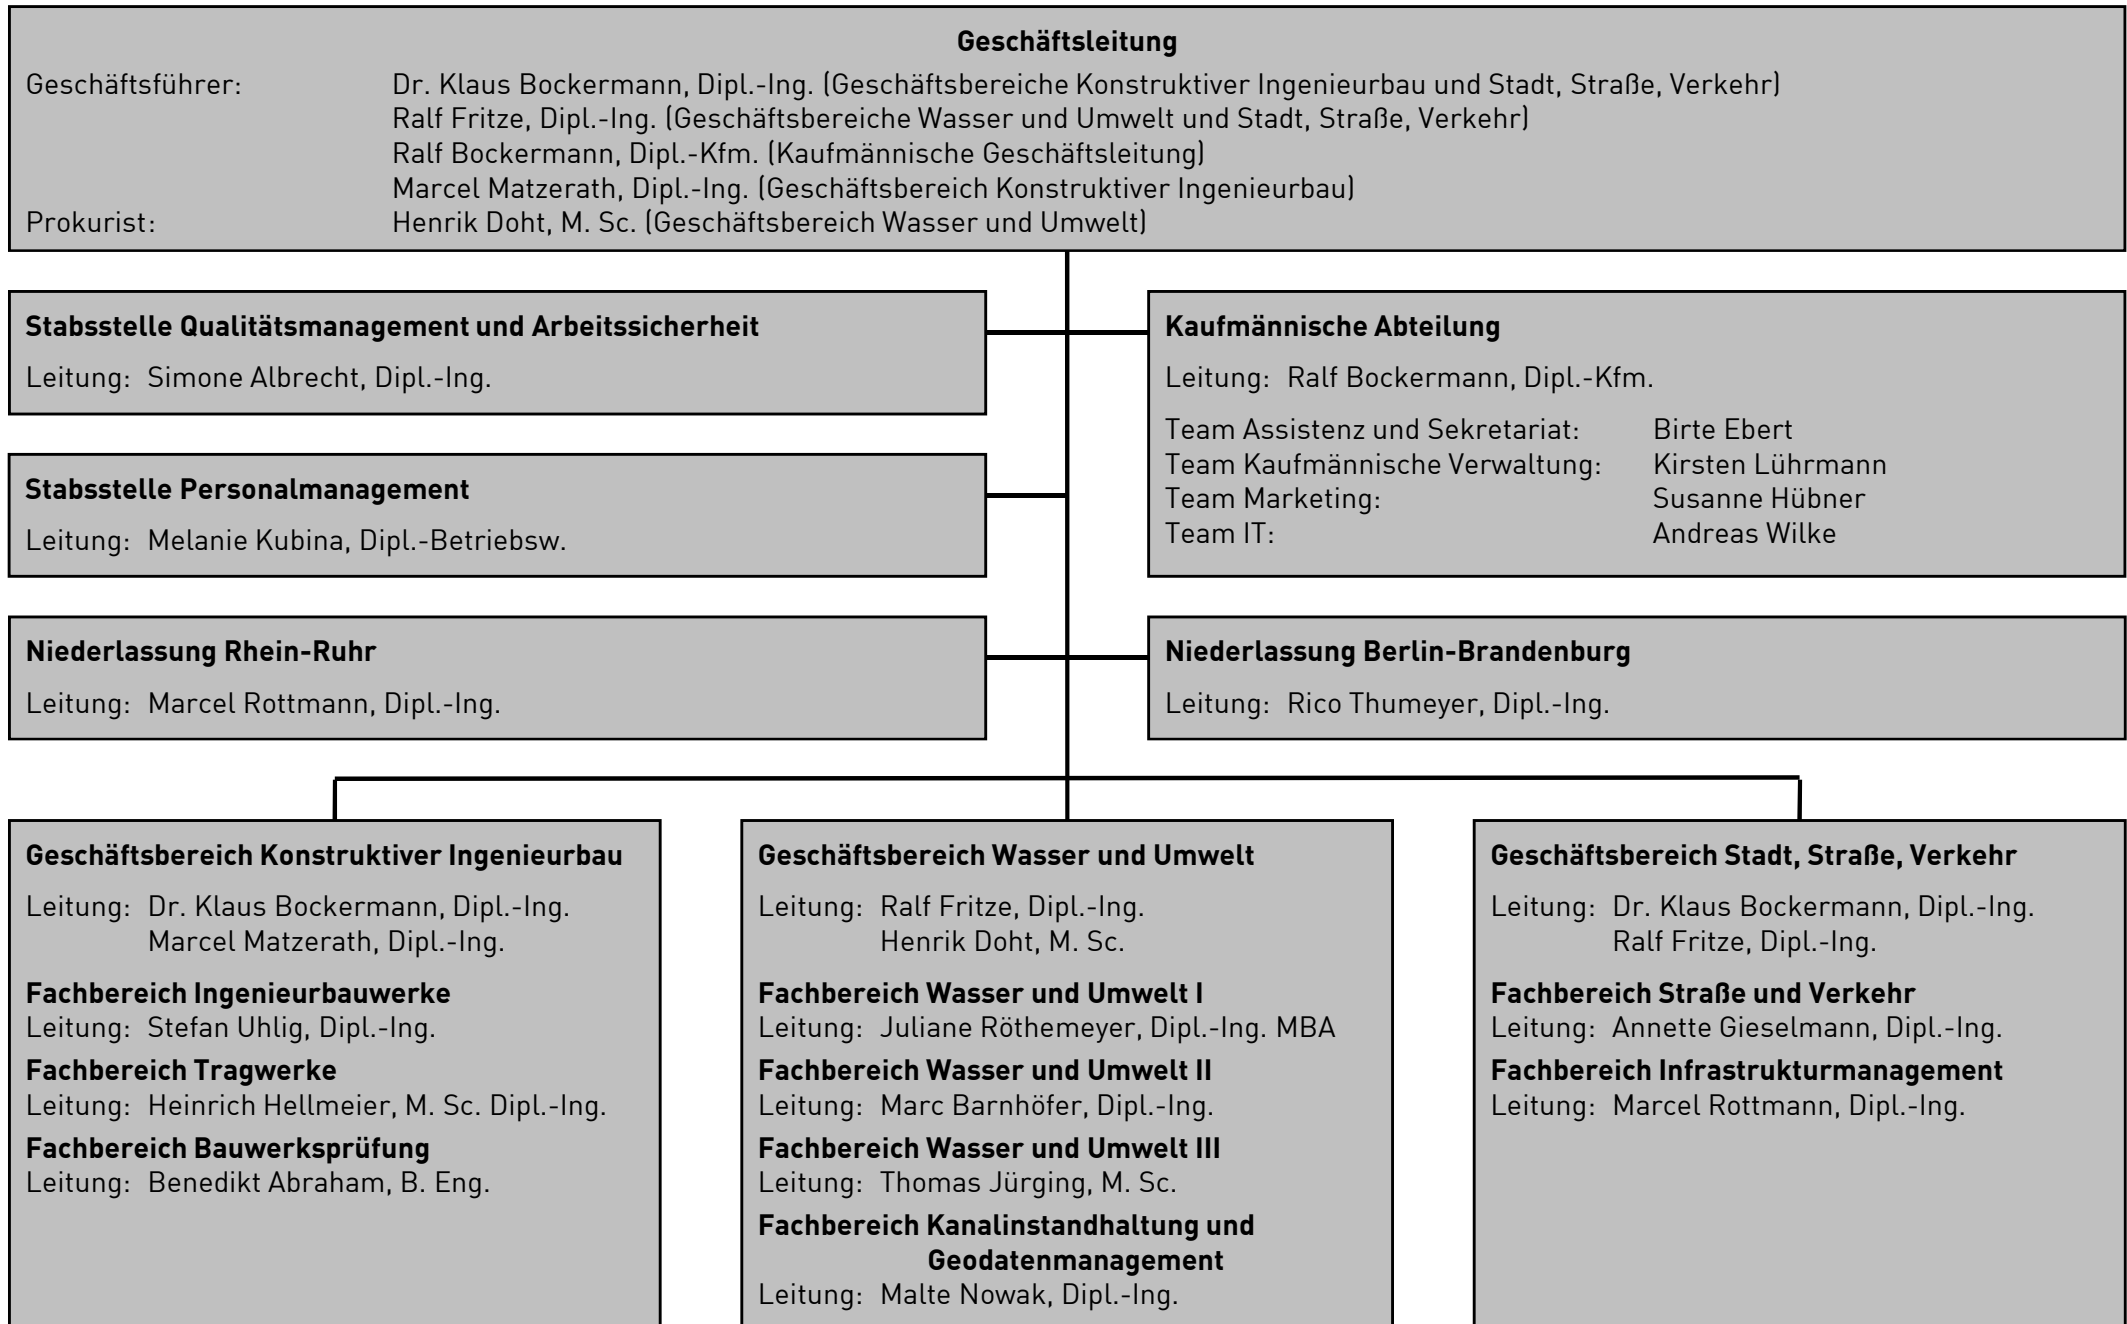 Geschäftsleitung
Geschäftsführer: Dr. Klaus Bockermann, Dipl.-Ing. (Geschäftsbereiche Konstruktiver Ingenieurbau und Stadt, Straße, Verkehr)
Ralf Fritze, Dipl.-Ing. (Geschäftsbereiche Wasser und Umwelt und Stadt, Straße, Verkehr)
Ralf Bockermann, Dipl.-Kfm. (Kaufmännische Geschäftsleitung)
Marcel Matzerath, Dipl.-Ing. (Geschäftsbereich Konstruktiver Ingenieurbau)
Prokurist: Henrik Doht, M. Sc. (Geschäftsbereich Wasser und Umwelt)
Stabsstelle Qualitätsmanagement und Arbeitssicherheit
Leitung: Simone Albrecht, Dipl.-Ing.
Kaufmännische Abteilung
Leitung: Ralf Bockermann, Dipl.-Kfm.
Team Assistenz und Sekretariat: Birte Ebert
Team Kaufmännische Verwaltung: Kirsten Lührmann
Team Marketing: Susanne Hübner
Team IT: Andreas Wilke
Stabsstelle Personalmanagement
Leitung: Melanie Kubina, Dipl.-Betriebsw.
Niederlassung Rhein-Ruhr
Leitung: Marcel Rottmann, Dipl.-Ing.
Niederlassung Berlin-Brandenburg
Leitung: Rico Thumeyer, Dipl.-Ing.
Geschäftsbereich Konstruktiver Ingenieurbau
Leitung: Dr. Klaus Bockermann, Dipl.-Ing.
Marcel Matzerath, Dipl.-Ing.
Fachbereich Ingenieurbauwerke
Leitung: Stefan Uhlig, Dipl.-Ing.
Fachbereich Tragwerke
Leitung: Heinrich Hellmeier, M. Sc. Dipl.-Ing.
Fachbereich Bauwerksprüfung
Leitung: Benedikt Abraham, B. Eng.
Geschäftsbereich Wasser und Umwelt
Leitung: Ralf Fritze, Dipl.-Ing.
Henrik Doht, M. Sc.
Fachbereich Wasser und Umwelt I
Leitung: Juliane Röthemeyer, Dipl.-Ing. MBA
Fachbereich Wasser und Umwelt II
Leitung: Marc Barnhöfer, Dipl.-Ing.
Fachbereich Wasser und Umwelt III
Leitung: Thomas Jürging, M. Sc.
Fachbereich Kanalinstandhaltung und
Geodatenmanagement
Leitung: Malte Nowak, Dipl.-Ing.
Geschäftsbereich Stadt, Straße, Verkehr
Leitung: Dr. Klaus Bockermann, Dipl.-Ing.
Ralf Fritze, Dipl.-Ing.
Fachbereich Straße und Verkehr
Leitung: Annette Gieselmann, Dipl.-Ing.
Fachbereich Infrastrukturmanagement
Leitung: Marcel Rottmann, Dipl.-Ing.